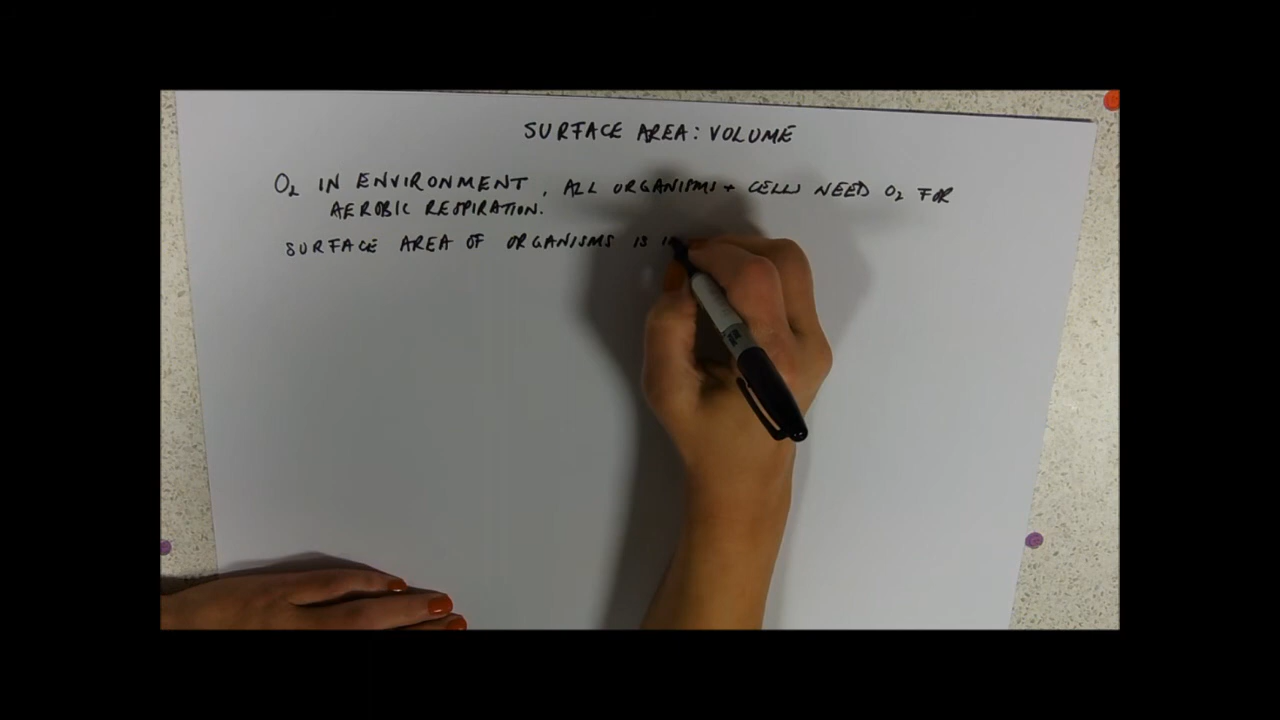 SURFACE AREA: VOLUME
O₂ IN ENVIRONMENT, ALL ORGANISMS + CELLS NEED O₂ FOR
AEROBIC RESPIRATION.
SURFACE AREA OF ORGANISMS IS